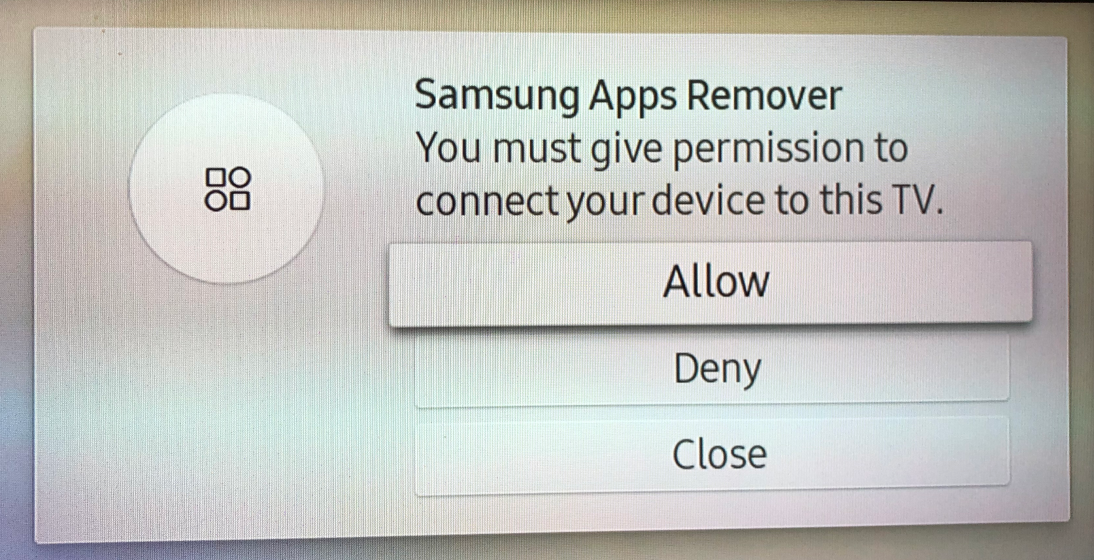 Samsung Apps Remover
You must give permission to
connect your device to this TV.
Allow
Deny
Close